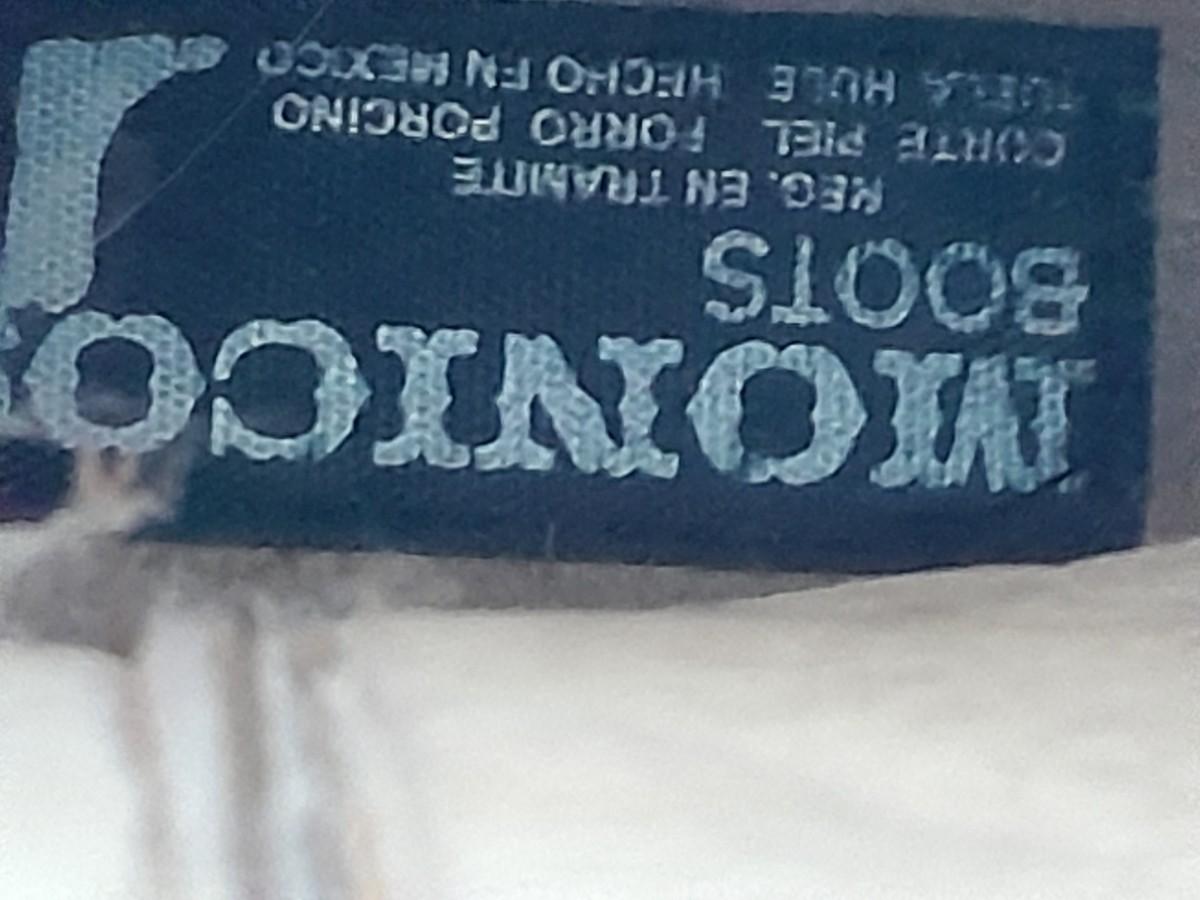 MONICO
BOOTS
REG. EN TRAMITE
CORTE PIEL FORRO PORCINO
SUELA HULE HECHO EN MEXICO